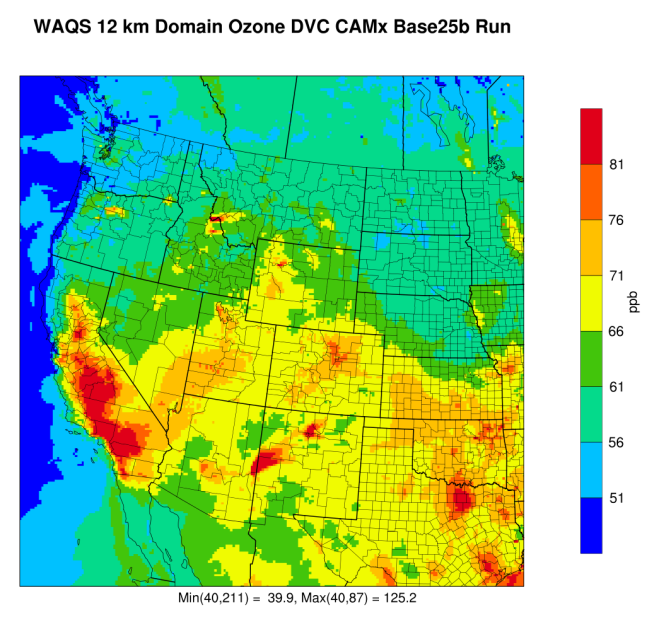 WAQS 12 km Domain Ozone DVC CAMx Base25b Run
81
76
71
66
61
56
51
ppb
Min(40,211) = 39.9, Max(40,87) = 125.2